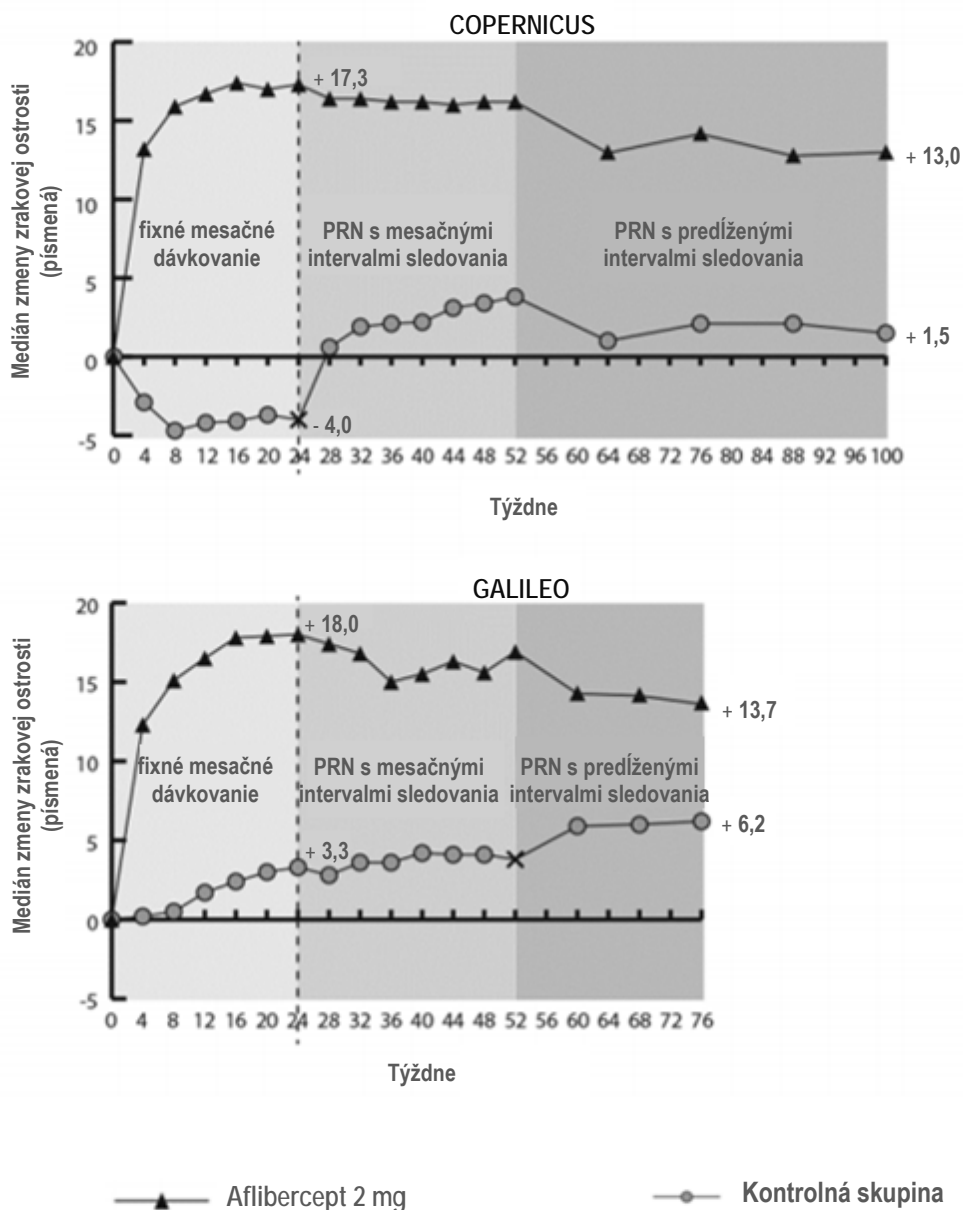 COPERNICUS
Medián zmeny zrakovej ostrosti
(písmená)
20
15
10
5
0
-5
+ 17,3
+ 13,0
fixné mesačné
dávkovanie
PRN s mesačnými
intervalmi sledovania
PRN s predĺženými
intervalmi sledovania
+ 1,5
- 4,0
0 4 8 12 16 20 24 28 32 36 40 44 48 52 56 60 64 68 72 76 80 84 88 92 96 100
Týždne
GALILEO
Medián zmeny zrakovej ostrosti
(písmená)
20
15
10
5
0
-5
+ 18,0
+ 13,7
fixné mesačné
dávkovanie
PRN s mesačnými
intervalmi sledovania
PRN s predĺženými
intervalmi sledovania
+ 3,3
+ 6,2
0 4 8 12 16 20 24 28 32 36 40 44 48 52 56 60 64 68 72 76
Týždne
Aflibercept 2 mg
Kontrolná skupina